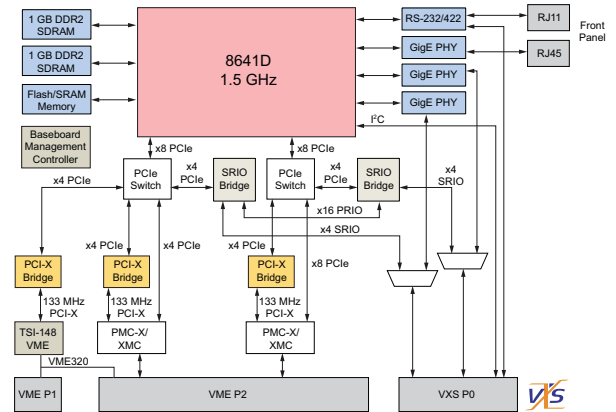 1 GB DDR2
SDRAM
1 GB DDR2
SDRAM
Flash/SRAM
Memory
Baseboard
Management
Controller
8641D
1.5 GHz
RS-232/422
GigE PHY
GigE PHY
GigE PHY
RJ11
RJ45
Front
Panel
I²C
x8 PCIe
x8 PCIe
x4 PCIe
PCIe
Switch
x4
PCIe
SRIO
Bridge
PCIe
Switch
x4
PCIe
SRIO
Bridge
x4
SRIO
x16 PRIO
x4 SRIO
x4 PCIe
x4 PCIe
x4 PCIe
x8 PCIe
PCI-X
Bridge
PCI-X
Bridge
PCI-X
Bridge
133 MHz
PCI-X
133 MHz
PCI-X
133 MHz
PCI-X
TSI-148
VME
PMC-X/
XMC
PMC-X/
XMC
VME320
VME P1
VME P2
VXS P0
VXS